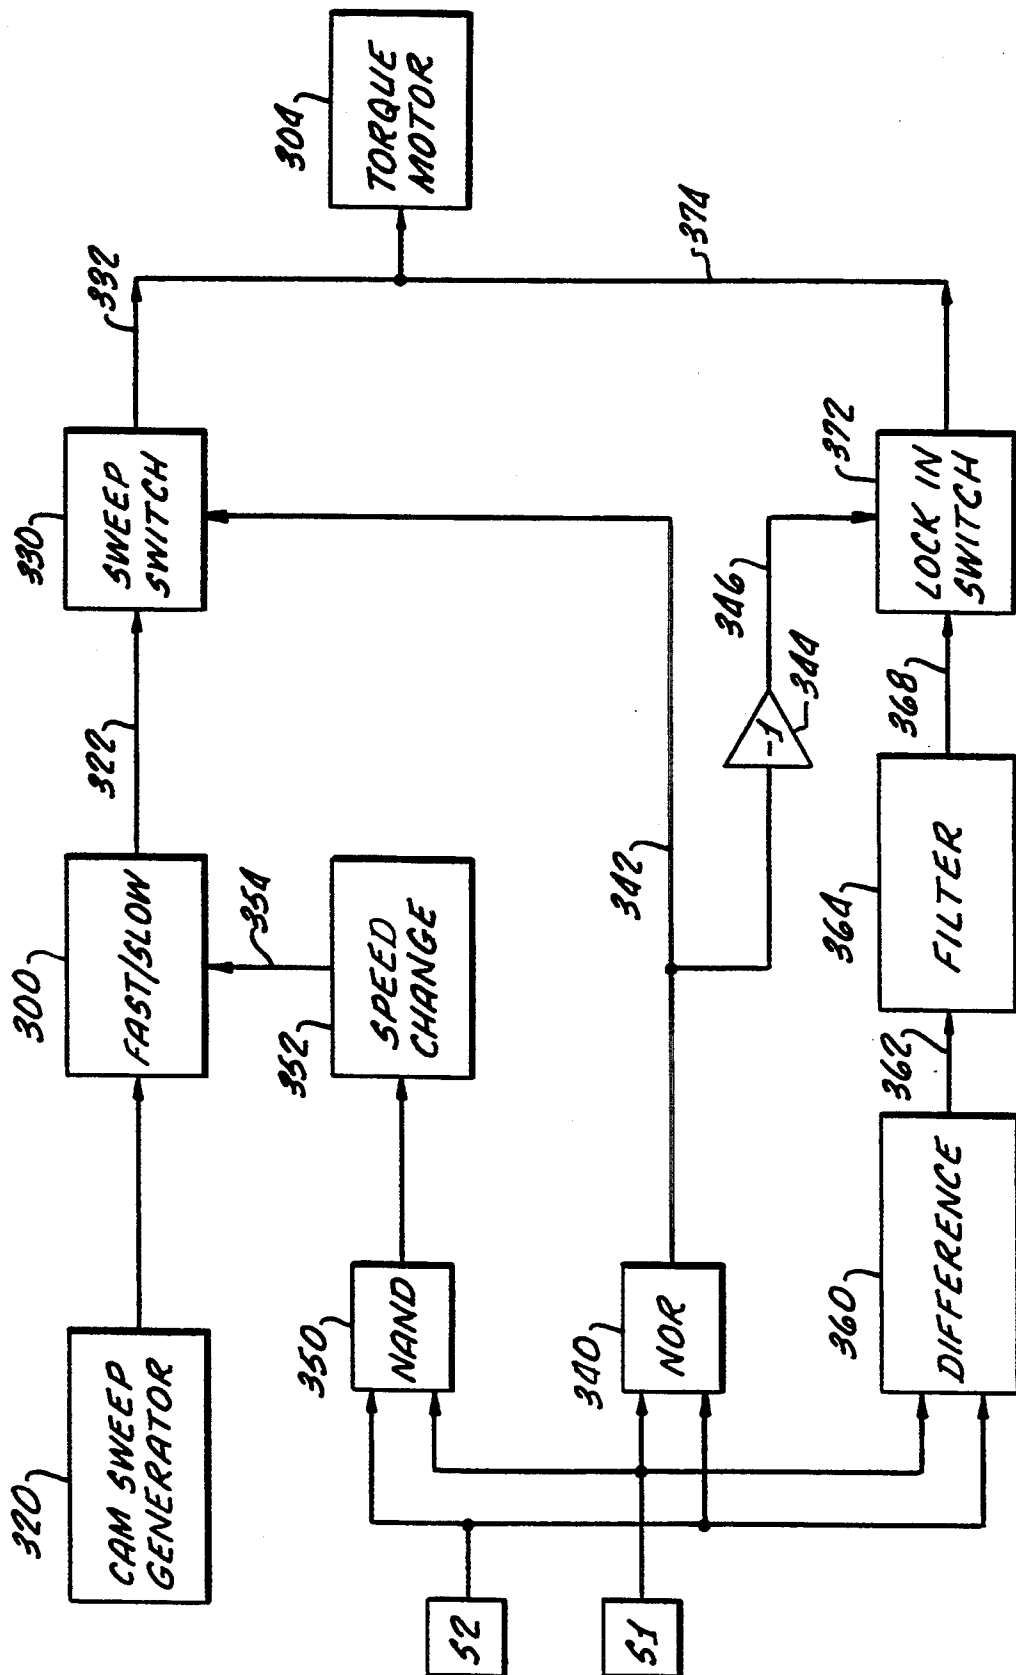 320
CAM SWEEP
GENERATOR
300
FAST/SLOW
322
330
SWEEP
SWITCH
332
304
TORQUE
MOTOR
350
NAND
352
SPEED
CHANGE
354
S2
S1
340
NOR
342
346
-1
344
374
360
DIFFERENCE
362
364
FILTER
368
372
LOCK IN
SWITCH